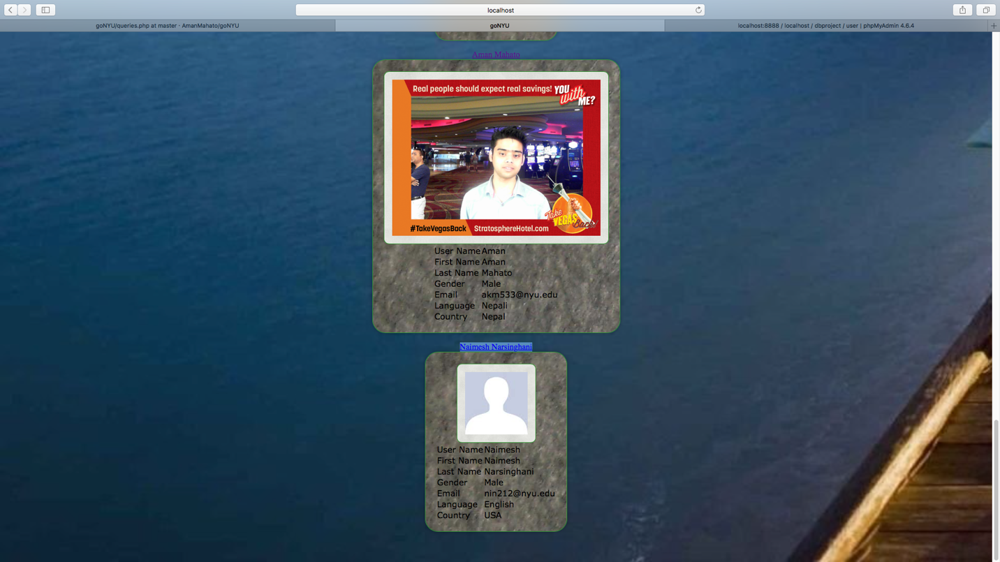 localhost
goNYU/queries.php at master · AmanMahato/goNYU
goNYU
localhost:8888 / localhost / dbproject / user | phpMyAdmin 4.6.4
Aman Mahato
Real people should expect real savings! YOU with ME?
Take VEGAS Back!
#TakeVegasBack StratosphereHotel.com
User Name Aman
First Name Aman
Last Name Mahato
Gender Male
Email akm533@nyu.edu
Language Nepali
Country Nepal
Naimesh Narsinghani
User Name Naimesh
First Name Naimesh
Last Name Narsinghani
Gender Male
Email nin212@nyu.edu
Language English
Country USA